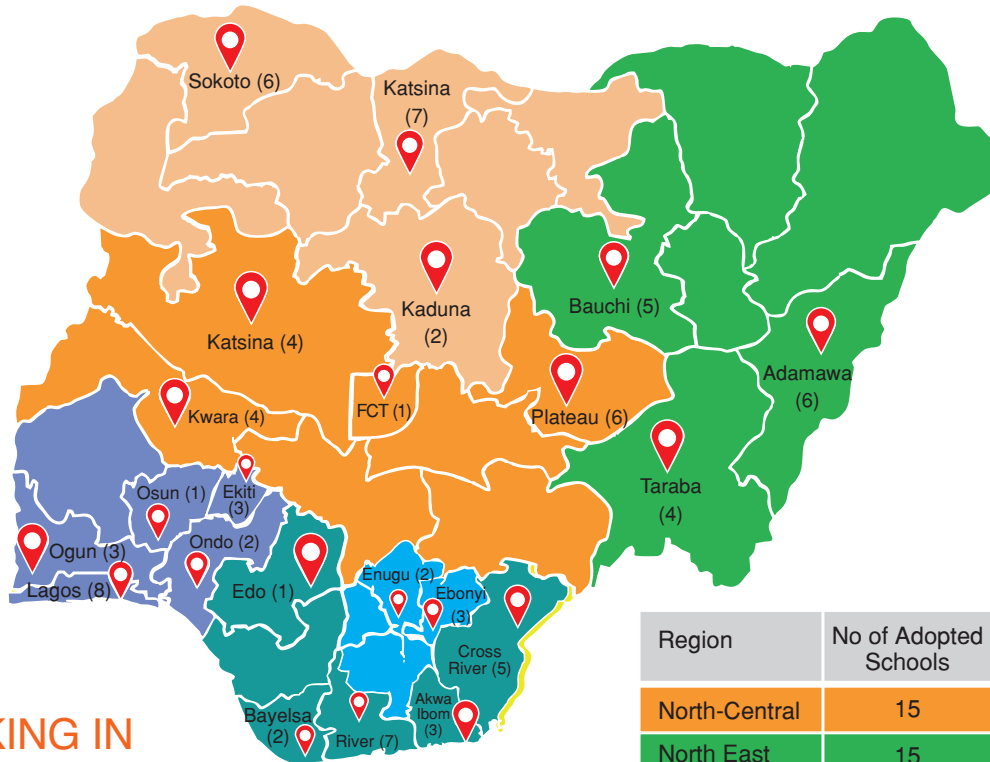 Sokoto (6)
Katsina
(7)
Kaduna
(2)
Bauchi (5)
Katsina (4)
Adamawa
(6)
FCT (1)
Plateau (6)
Kwara (4)
Taraba
(4)
Osun (1)
Ekiti
(3)
Ogun (3)
Ondo (2)
Lagos (8)
Edo (1)
Enugu (2)
Ebonyi
(3)
Cross
River (5)
Akwa
Ibom
(3)
Bayelsa
(2)
River (7)
KING IN
Region
No of Adopted
Schools
North-Central
15
North East
15